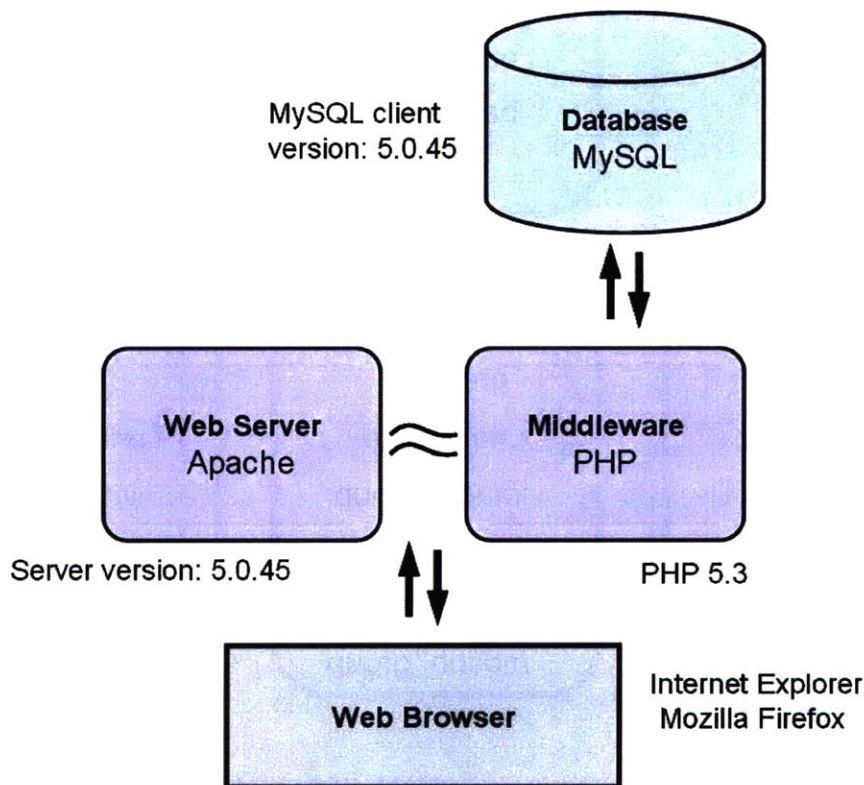 MySQL client
version: 5.0.45
Database
MySQL
Web Server
Apache
Middleware
PHP
Server version: 5.0.45
PHP 5.3
Web Browser
Internet Explorer
Mozilla Firefox